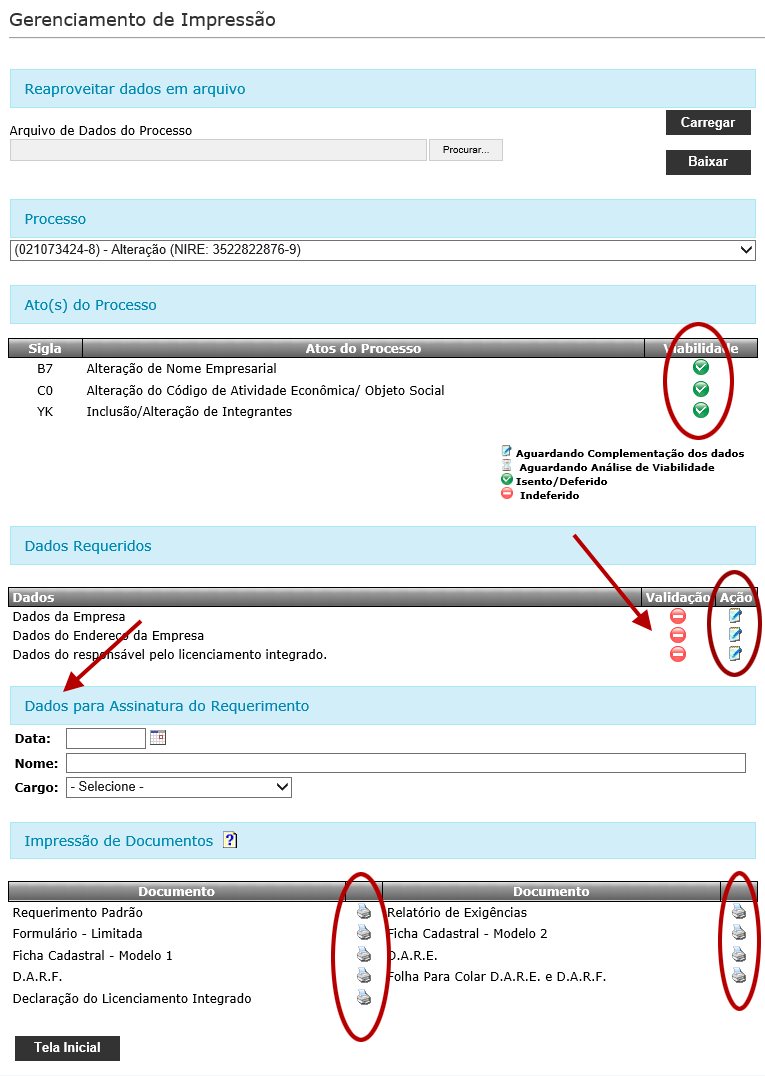 Gerenciamento de Impressão
Reaproveitar dados em arquivo
Arquivo de Dados do Processo
Procurar...
Carregar
Baixar
Processo
(021073424-8) - Alteração (NIRE: 3522822876-9)
Ato(s) do Processo
Sigla Atos do Processo Viabilidade
B7 Alteração de Nome Empresarial
C0 Alteração do Código de Atividade Econômica/ Objeto Social
YK Inclusão/Alteração de Integrantes
Aguardando Complementação dos dados
Aguardando Análise de Viabilidade
Isento/Deferido
Indeferido
Dados Requeridos
Dados Validação Ação
Dados da Empresa
Dados do Endereço da Empresa
Dados do responsável pelo licenciamento integrado.
Dados para Assinatura do Requerimento
Data:
Nome:
Cargo: - Selecione -
Impressão de Documentos ?
Documento Documento
Requerimento Padrão Relatório de Exigências
Formulário - Limitada Ficha Cadastral - Modelo 2
Ficha Cadastral - Modelo 1 D.A.R.E.
D.A.R.F. Folha Para Colar D.A.R.E. e D.A.R.F.
Declaração do Licenciamento Integrado
Tela Inicial